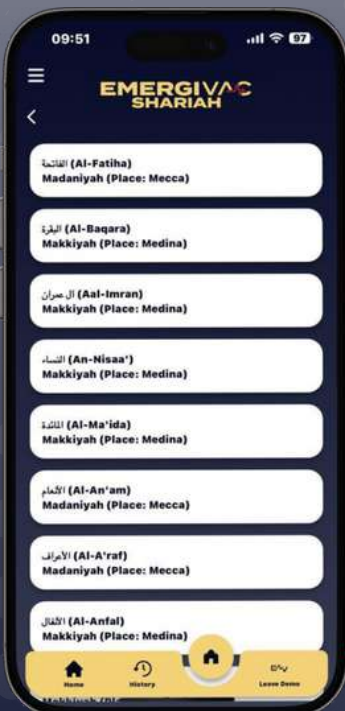 09:51
97
EMERGIVAC
SHARIAH
الفاتحة (Al-Fatiha)
Madaniyah (Place: Mecca)
البقرة (Al-Baqara)
Makkiyah (Place: Medina)
آل عمران (Aal-Imran)
Makkiyah (Place: Medina)
النساء (An-Nisaa')
Makkiyah (Place: Medina)
المائدة (Al-Ma'ida)
Makkiyah (Place: Medina)
الأنعام (Al-An'am)
Madaniyah (Place: Mecca)
الأعراف (Al-A'raf)
Madaniyah (Place: Mecca)
الأنفال (Al-Anfal)
Makkiyah (Place: Medina)
Home
History
Leave Demo